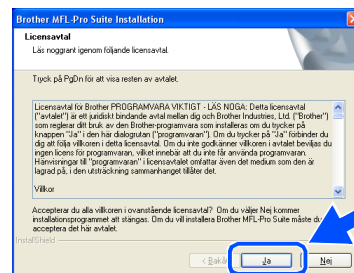 Brother MFL-Pro Suite Installation
Licensavtal
Läs noggrant igenom följande licensavtal.
Tryck på PgDn för att visa resten av avtalet.
Licensavtal för Brother PROGRAMVARA VIKTIGT - LÄS NOGA: Detta licensavtal
("avtalet") är ett juridiskt bindande avtal mellan dig och Brother Industries, Ltd. ("Brother")
som reglerar ditt bruk av den Brother-programvara som installeras om du trycker på
knappen "Ja" i den här dialogrutan ("programvaran"). Om du trycker på "Ja" förbinder du
dig att följa villkoren i detta licensavtal. Om du inte godkänner villkoren i avtalet beviljas du
ingen licens för programvaran, vilket innebär att du inte får använda programvaran.
Hänvisningar till "programvaran" i licensavtalet omfattar även det medium som den är
lagrad på, i den utsträckning sammanhanget tillåter det.
Villkor
Accepterar du alla villkoren i ovanstående licensavtal? Om du väljer Nej kommer
installationsprogrammet att stängas. Om du vill installera Brother MFL-Pro Suite måste du
acceptera det här avtalet.
InstallShield
< Bakåt
Ja
Nej